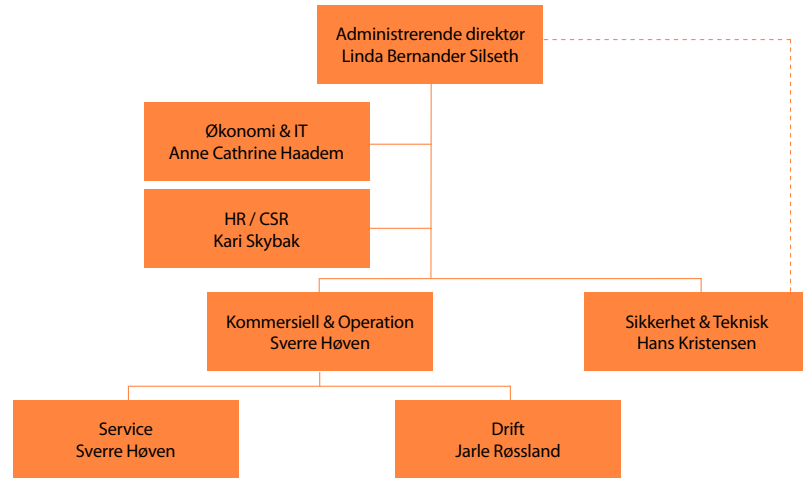 Administrerende direktør
Linda Bernander Silseth
Økonomi & IT
Anne Cathrine Haadem
HR / CSR
Kari Skybak
Kommersiell & Operation
Sverre Høven
Sikkerhet & Teknisk
Hans Kristensen
Service
Sverre Høven
Drift
Jarle Røssland